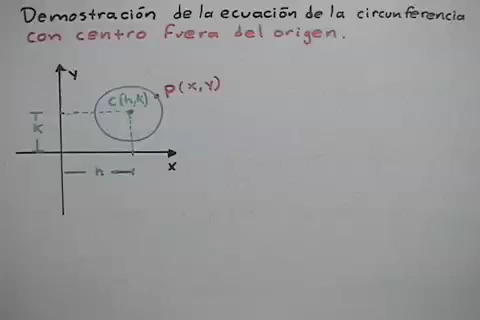 Demostración de la ecuación de la circunferencia
con centro fuera del origen.
y
p(x,y)
c(h,k)
k
h
x